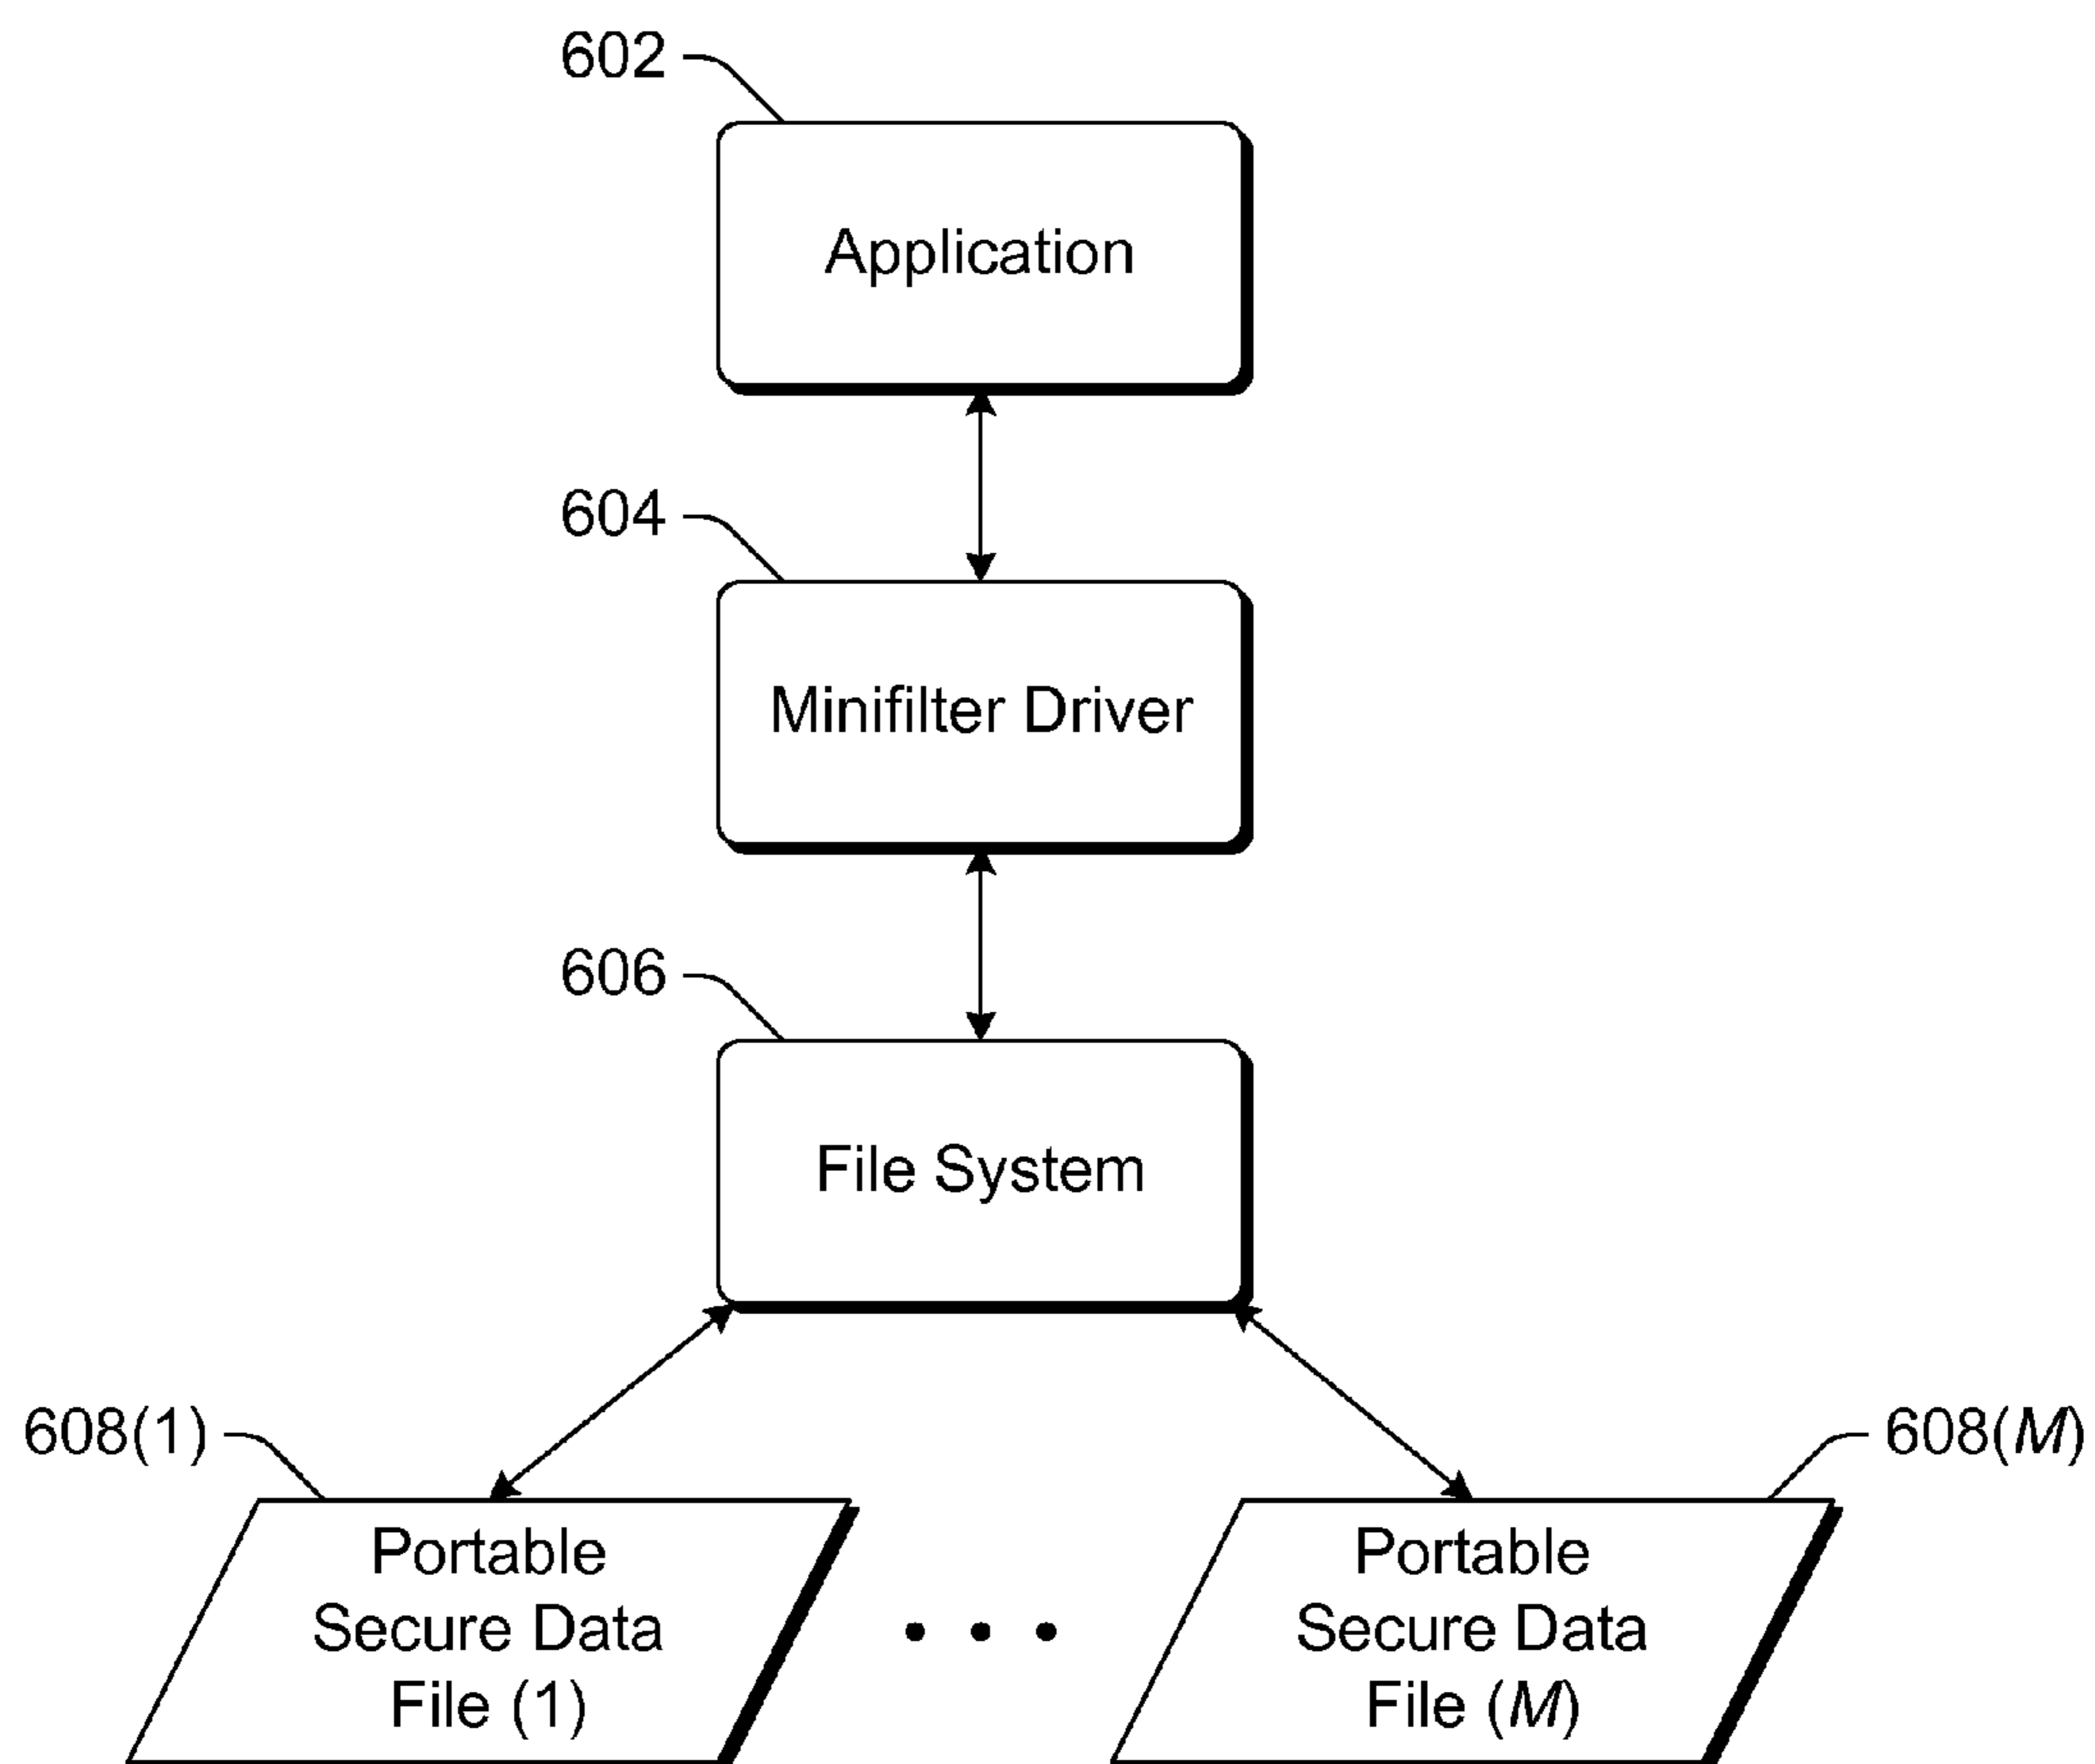 602
Application
604
Minifilter Driver
606
File System
608(1)
608(M)
Portable
Secure Data
File (1)
• • •
Portable
Secure Data
File (M)